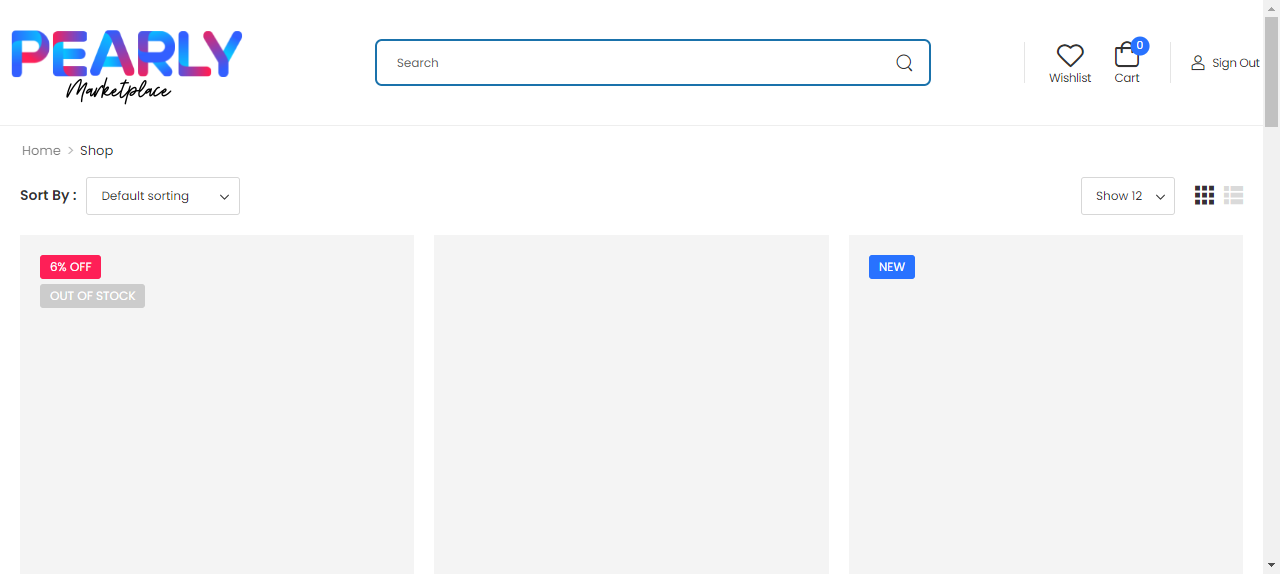 PEARLY
Marketplace
Search
0
Wishlist
Cart
Sign Out
Home > Shop
Sort By :
Default sorting
Show 12
6% OFF
OUT OF STOCK
NEW